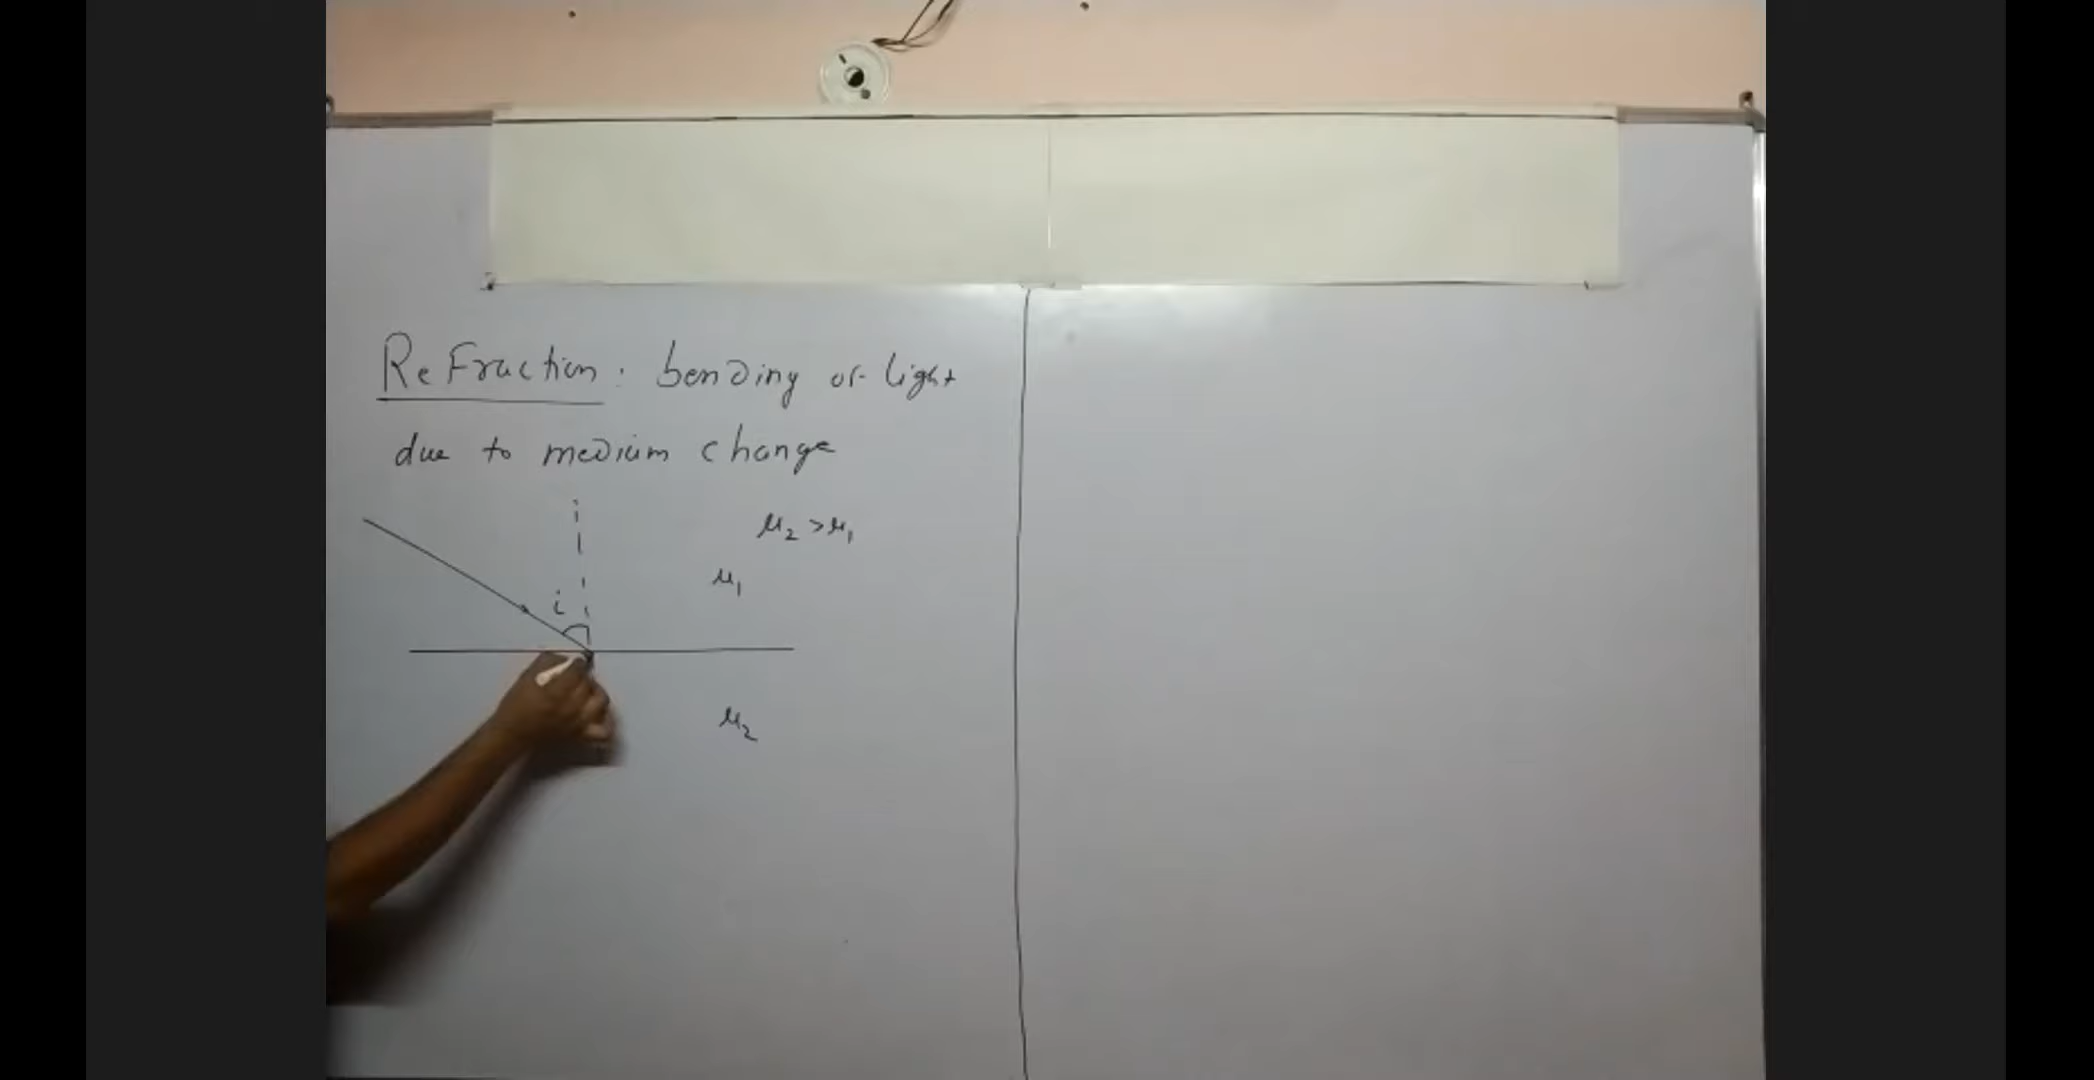 ReFraction: bending of light
due to medium change
μ₂ > μ₁
μ₁
i
μ₂